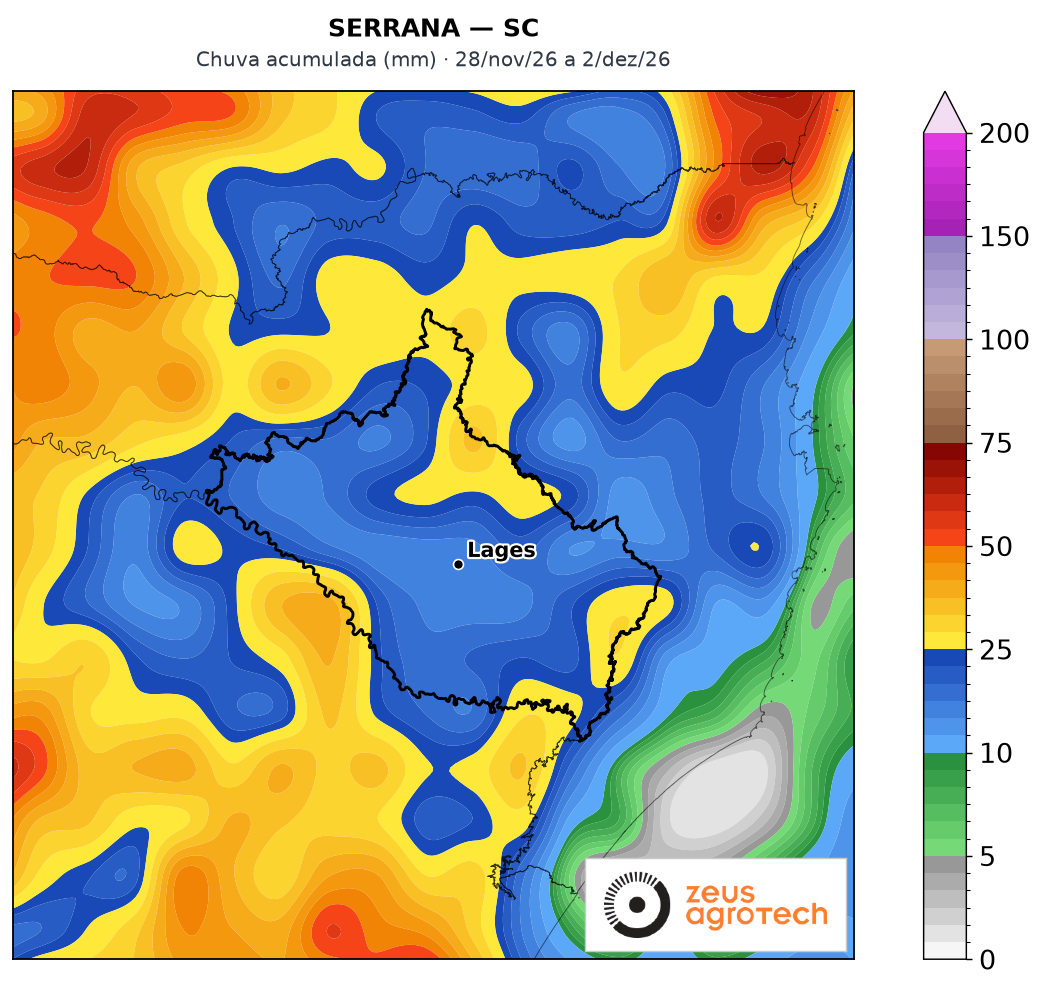 SERRANA — SC
Chuva acumulada (mm) · 28/nov/26 a 2/dez/26
200
150
100
75
50
25
10
5
0
Lages
zeus
agrotech